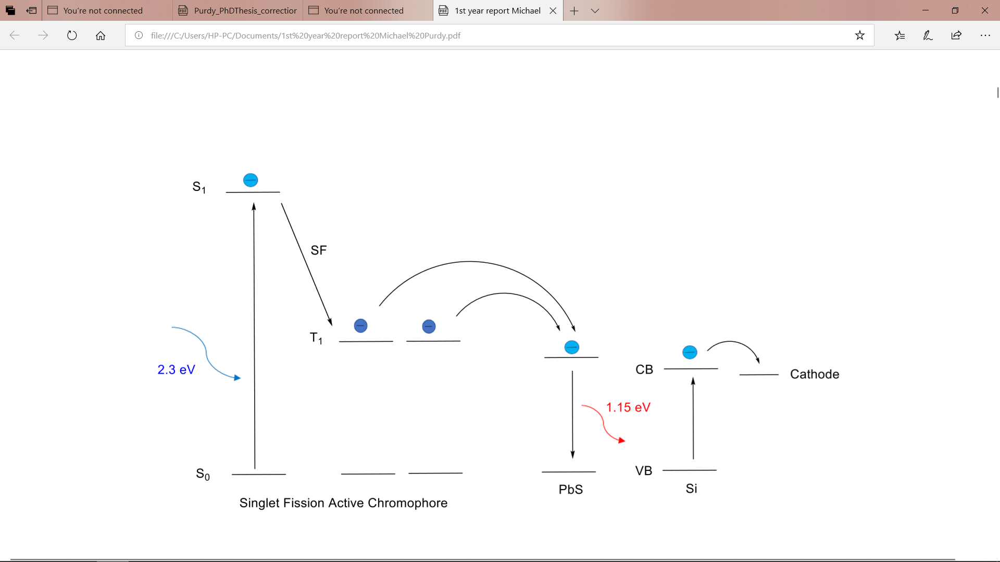 You're not connected
Purdy_PhDThesis_correction
You're not connected
1st year report Michael
file:///C:/Users/HP-PC/Documents/1st%20year%20report%20Michael%20Purdy.pdf
S1
SF
T1
2.3 eV
CB
Cathode
1.15 eV
S0
VB
PbS
Si
Singlet Fission Active Chromophore